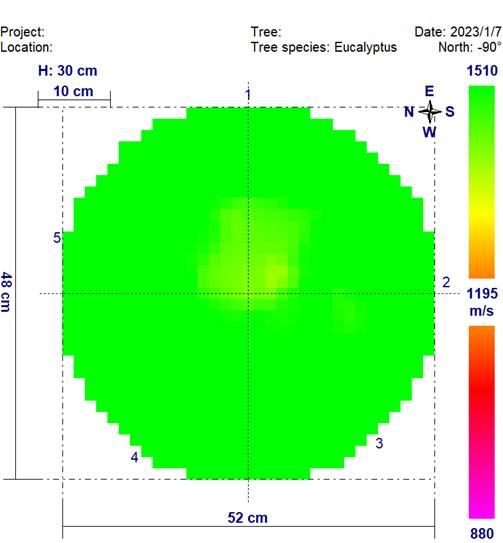 Project:
Tree:
Date: 2023/1/7
Location:
Tree species: Eucalyptus
North: -90°
H: 30 cm
10 cm
1510
1
E
N
S
W
5
2
48 cm
1195
m/s
3
4
52 cm
880